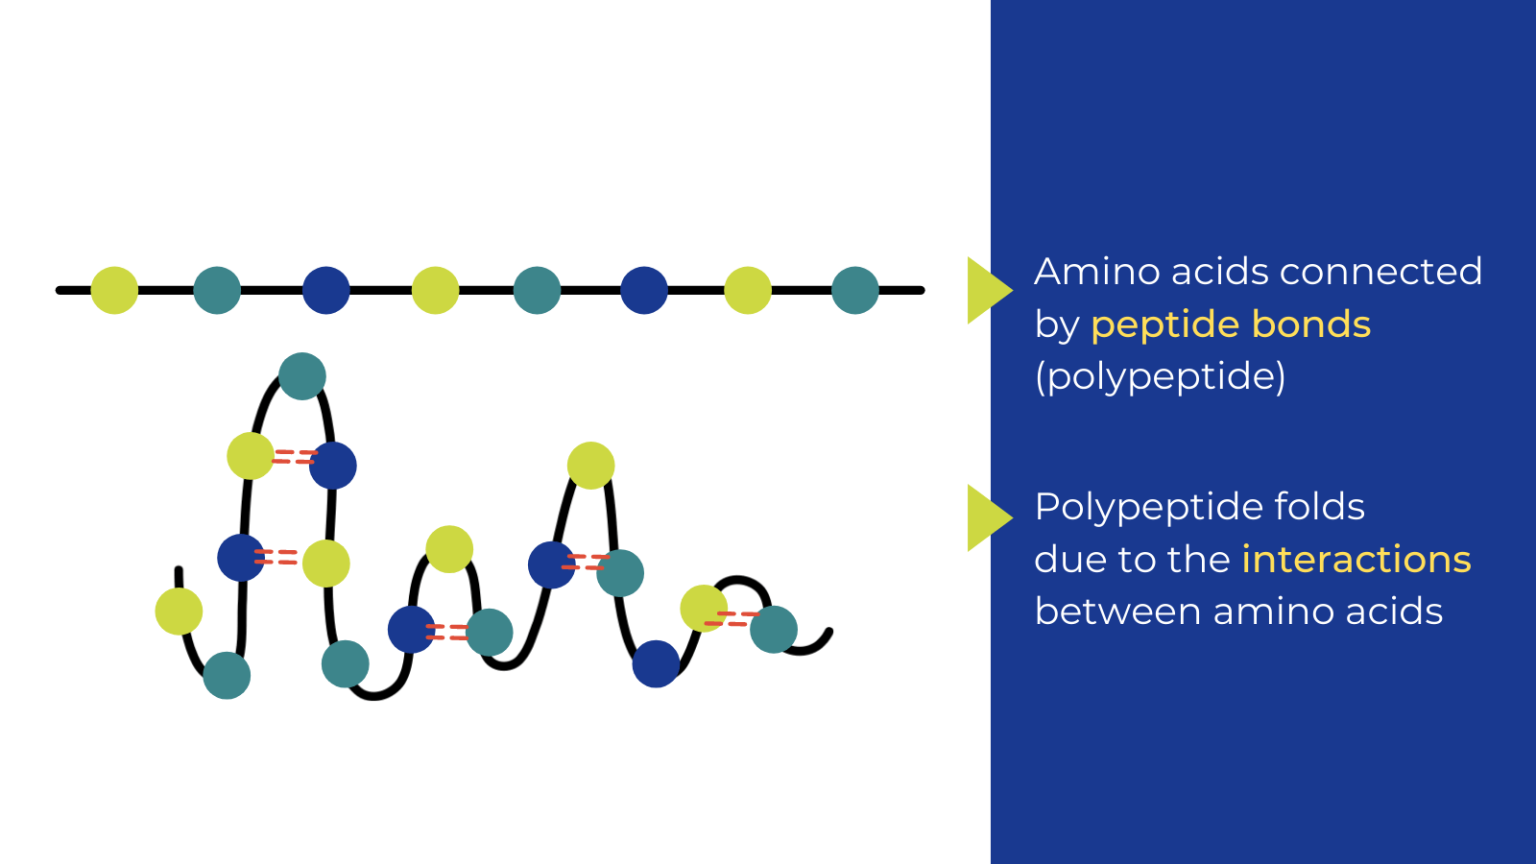 Amino acids connected
by peptide bonds
(polypeptide)
Polypeptide folds
due to the interactions
between amino acids